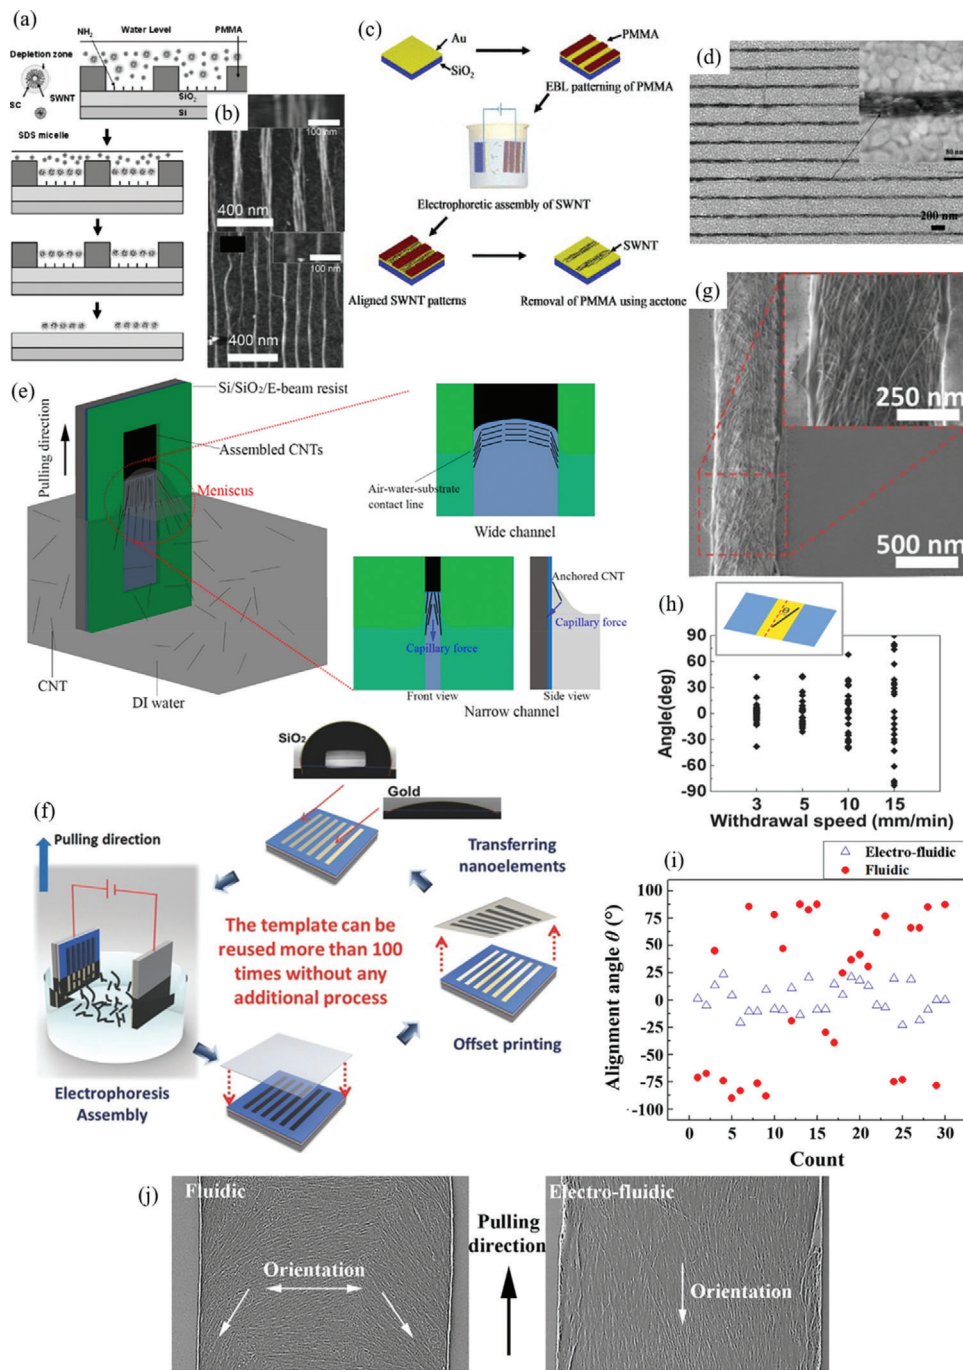 (a)
NH2
Water Level
PMMA
Depletion zone
SC
SWNT
SiO2
Si
SDS micelle
(b)
100 nm
400 nm
100 nm
400 nm
(c)
Au
SiO2
PMMA
EBL patterning of PMMA
Electrophoretic assembly of SWNT
SWNT
Aligned SWNT patterns
Removal of PMMA using acetone
(d)
80 nm
200 nm
(e)
Si/SiO2/E-beam resist
Pulling direction
Assembled CNTs
Meniscus
Air-water-substrate
contact line
Wide channel
Anchored CNT
Capillary force
Capillary force
Front view
Side view
Narrow channel
CNT
DI water
(g)
250 nm
500 nm
(h)
θ
Angle(deg)
90
60
30
0
-30
-60
-90
3
5
10
15
Withdrawal speed (mm/min)
(f)
SiO2
Gold
Pulling direction
Transferring
nanoelements
The template can be
reused more than 100
times without any
additional process
Offset printing
Electrophoresis
Assembly
(i)
Electro-fluidic
Fluidic
Alignment angle θ (°)
100
75
50
25
0
-25
-50
-75
-100
0
5
10
15
20
25
30
Count
(j)
Fluidic
Orientation
Pulling
direction
Electro-fluidic
Orientation